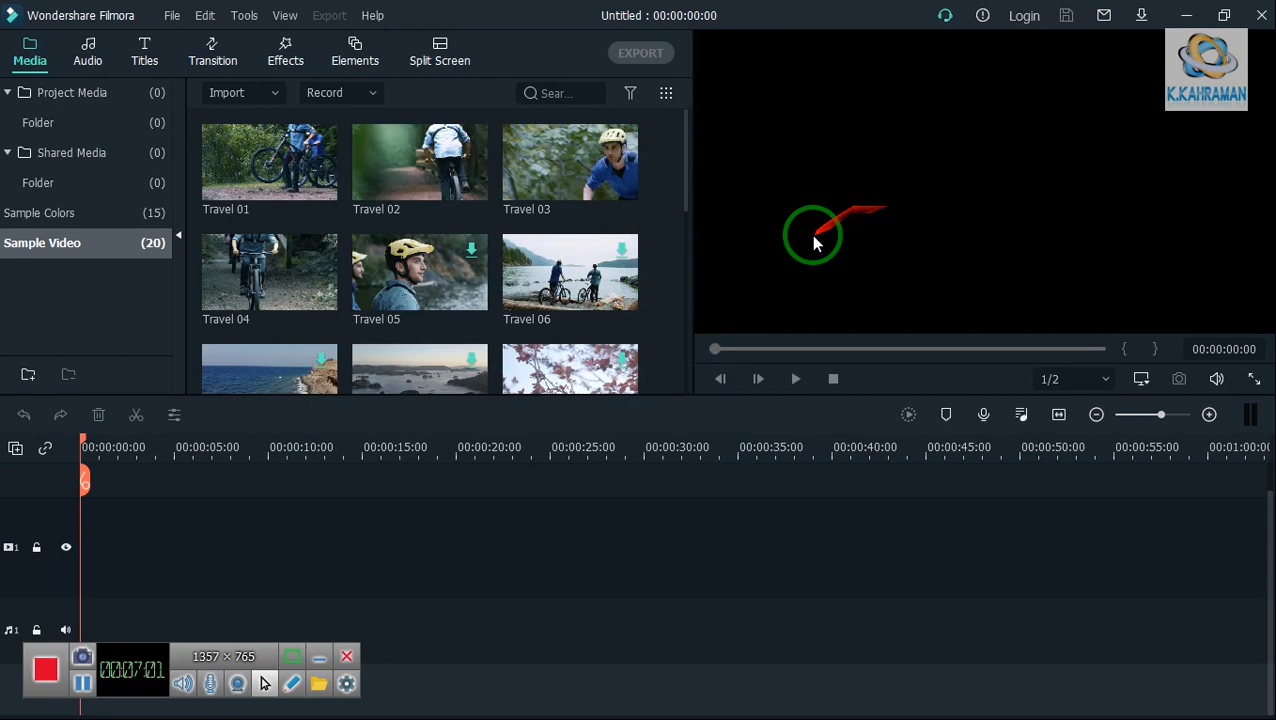 Wondershare Filmora File Edit Tools View Export Help Untitled : 00:00:00:00 Login
Media Audio Titles Transition Effects Elements Split Screen EXPORT
K.KAHRAMAN
Project Media (0)
Folder (0)
Shared Media (0)
Folder (0)
Sample Colors (15)
Sample Video (20)
Import Record Sear...
Travel 01 Travel 02 Travel 03
Travel 04 Travel 05 Travel 06
{ } 00:00:00:00
1/2
00:00:00:00 00:00:05:00 00:00:10:00 00:00:15:00 00:00:20:00 00:00:25:00 00:00:30:00 00:00:35:00 00:00:40:00 00:00:45:00 00:00:50:00 00:00:55:00 00:01:00:00
1
1
00:07:01 1357 × 765